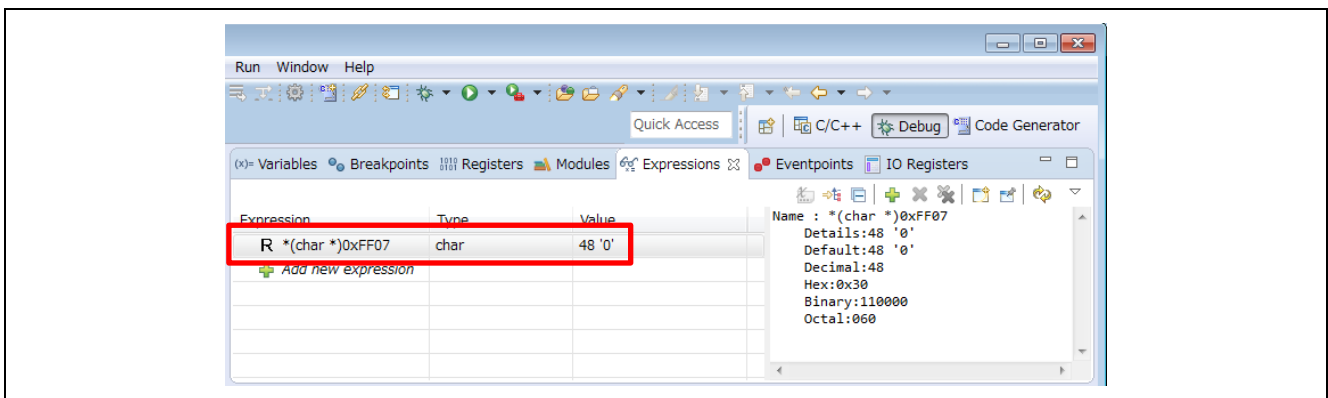 Run Window Help
Quick Access C/C++ Debug Code Generator
(x)= Variables Breakpoints Registers Modules Expressions Eventpoints IO Registers
Expression Type Value
R *(char *)0xFF07 char 48 '0'
Add new expression
Name : *(char *)0xFF07
Details:48 '0'
Default:48 '0'
Decimal:48
Hex:0x30
Binary:110000
Octal:060